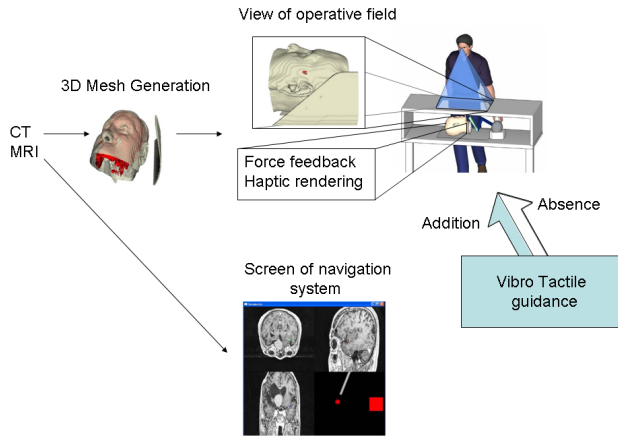 View of operative field
3D Mesh Generation
CT
MRI
Force feedback
Haptic rendering
Addition
Absence
Vibro Tactile
guidance
Screen of navigation
system